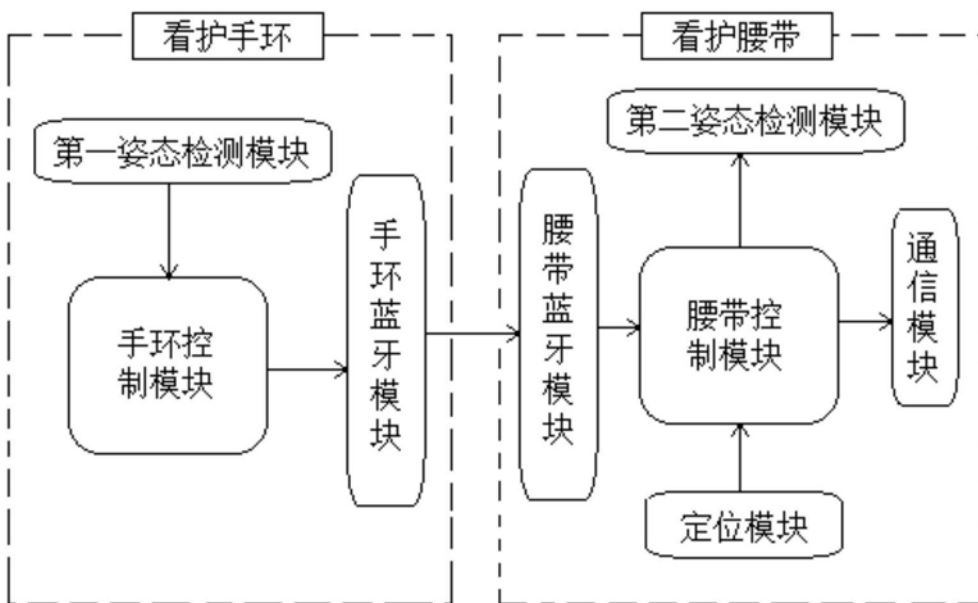 看护手环
第一姿态检测模块
手环控
制模块
手环蓝牙模块
看护腰带
第二姿态检测模块
腰带蓝牙模块
腰带控
制模块
通信模块
定位模块